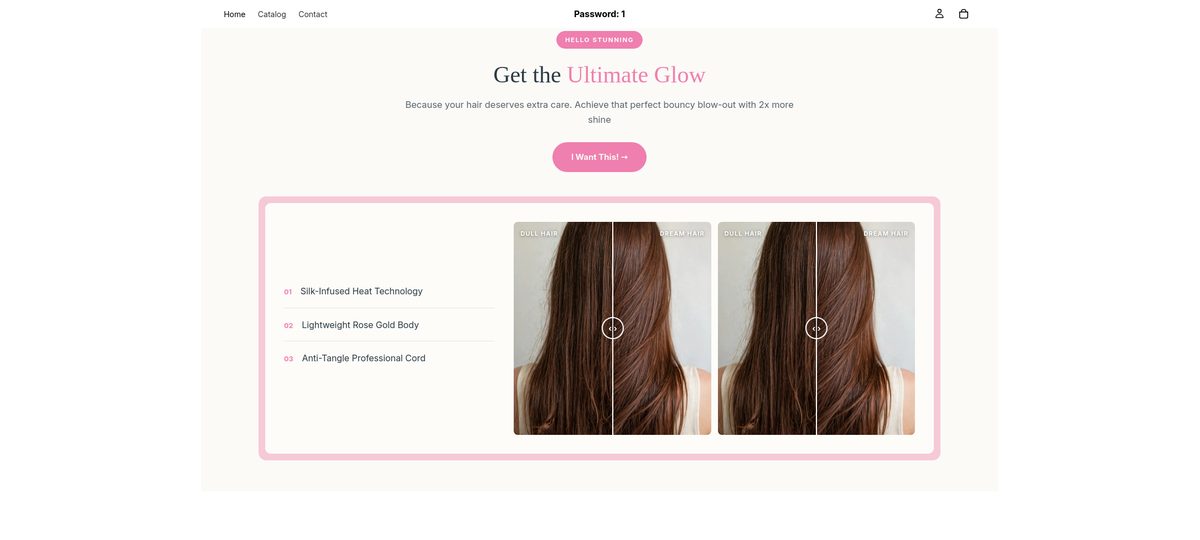 Home Catalog Contact
Password: 1
HELLO STUNNING
Get the Ultimate Glow
Because your hair deserves extra care. Achieve that perfect bouncy blow-out with 2x more
shine
I Want This! →
01 Silk-Infused Heat Technology
02 Lightweight Rose Gold Body
03 Anti-Tangle Professional Cord
DULL HAIR DREAM HAIR
DULL HAIR DREAM HAIR